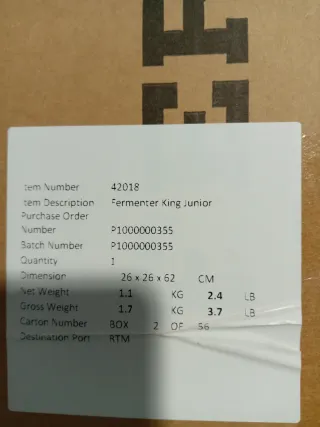 Item Number 42018
Item Description Fermenter King Junior
Purchase Order
Number P1000000355
Batch Number P1000000355
Quantity 1
Dimension 26 x 26 x 62 CM
Net Weight 1.1 KG 2.4 LB
Gross Weight 1.7 KG 3.7 LB
Carton Number BOX 2 OF 56
Destination Port RTM